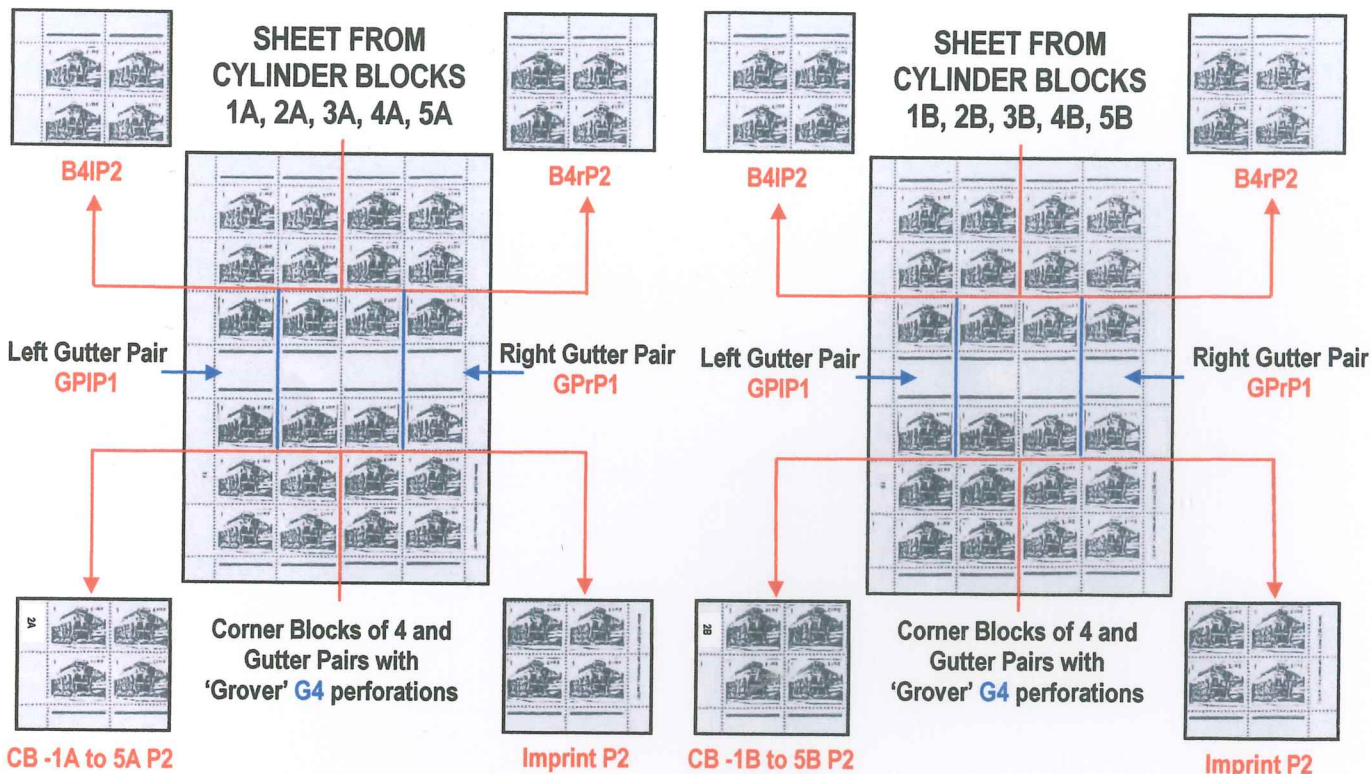 SHEET FROM
CYLINDER BLOCKS
1A, 2A, 3A, 4A, 5A
B4lP2
B4rP2
Left Gutter Pair
GPlP1
Right Gutter Pair
GPrP1
2A
Corner Blocks of 4 and
Gutter Pairs with
‘Grover’ G4 perforations
CB -1A to 5A P2
Imprint P2
SHEET FROM
CYLINDER BLOCKS
1B, 2B, 3B, 4B, 5B
B4lP2
B4rP2
Left Gutter Pair
GPlP1
Right Gutter Pair
GPrP1
2B
Corner Blocks of 4 and
Gutter Pairs with
‘Grover’ G4 perforations
CB -1B to 5B P2
Imprint P2